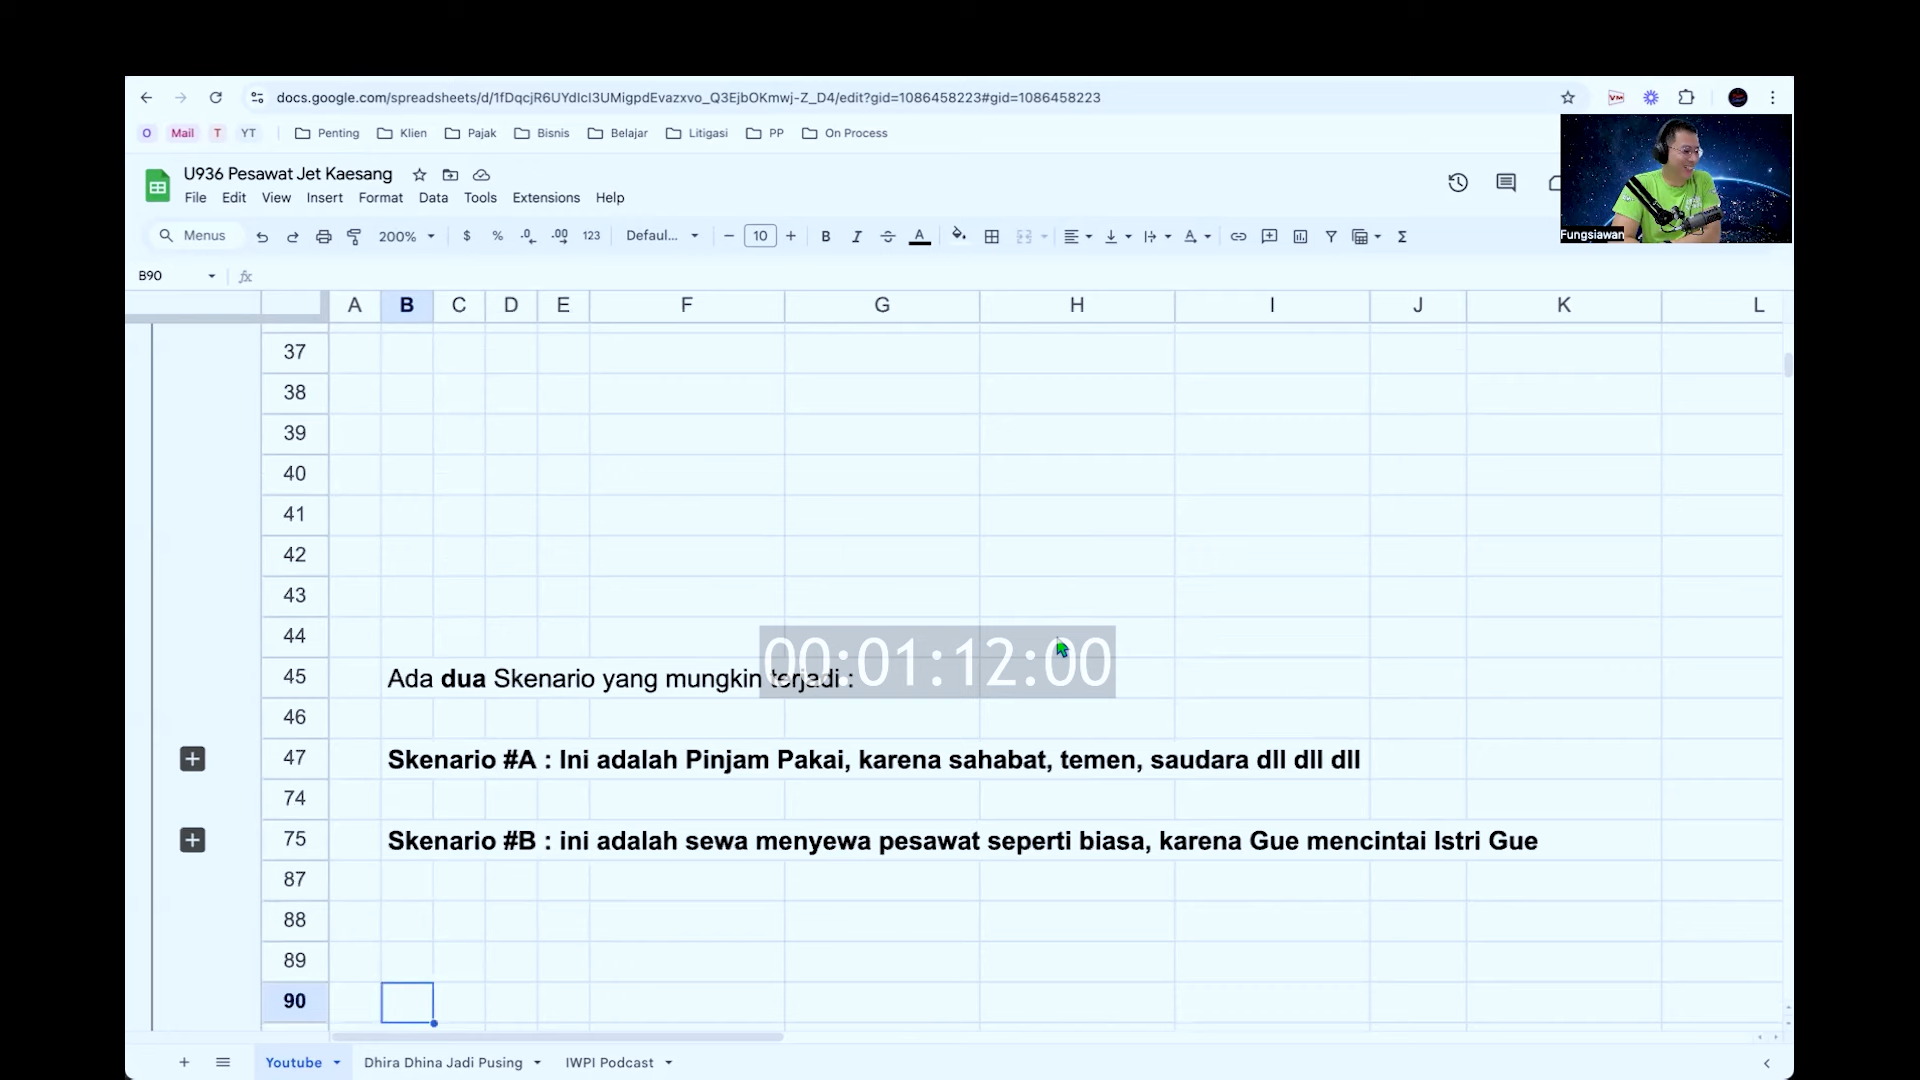 docs.google.com/spreadsheets/d/1fDqcjR6UYdIcI3UMigpdEvazxvo_Q3EjbOKmwj-Z_D4/edit?gid=1086458223#gid=1086458223
O Mail T YT Penting Klien Pajak Bisnis Belajar Litigasi PP On Process
U936 Pesawat Jet Kaesang
File Edit View Insert Format Data Tools Extensions Help
Fungsiawan
Menus 200% $ % .0 .00 123 Defaul... 10 B I A Σ
B90 fx
A B C D E F G H I J K L
37
38
39
40
41
42
43
44
00:01:12:00
45 Ada dua Skenario yang mungkin terjadi :
46
47 Skenario #A : Ini adalah Pinjam Pakai, karena sahabat, temen, saudara dll dll dll
74
75 Skenario #B : ini adalah sewa menyewa pesawat seperti biasa, karena Gue mencintai Istri Gue
87
88
89
90
Youtube Dhira Dhina Jadi Pusing IWPI Podcast